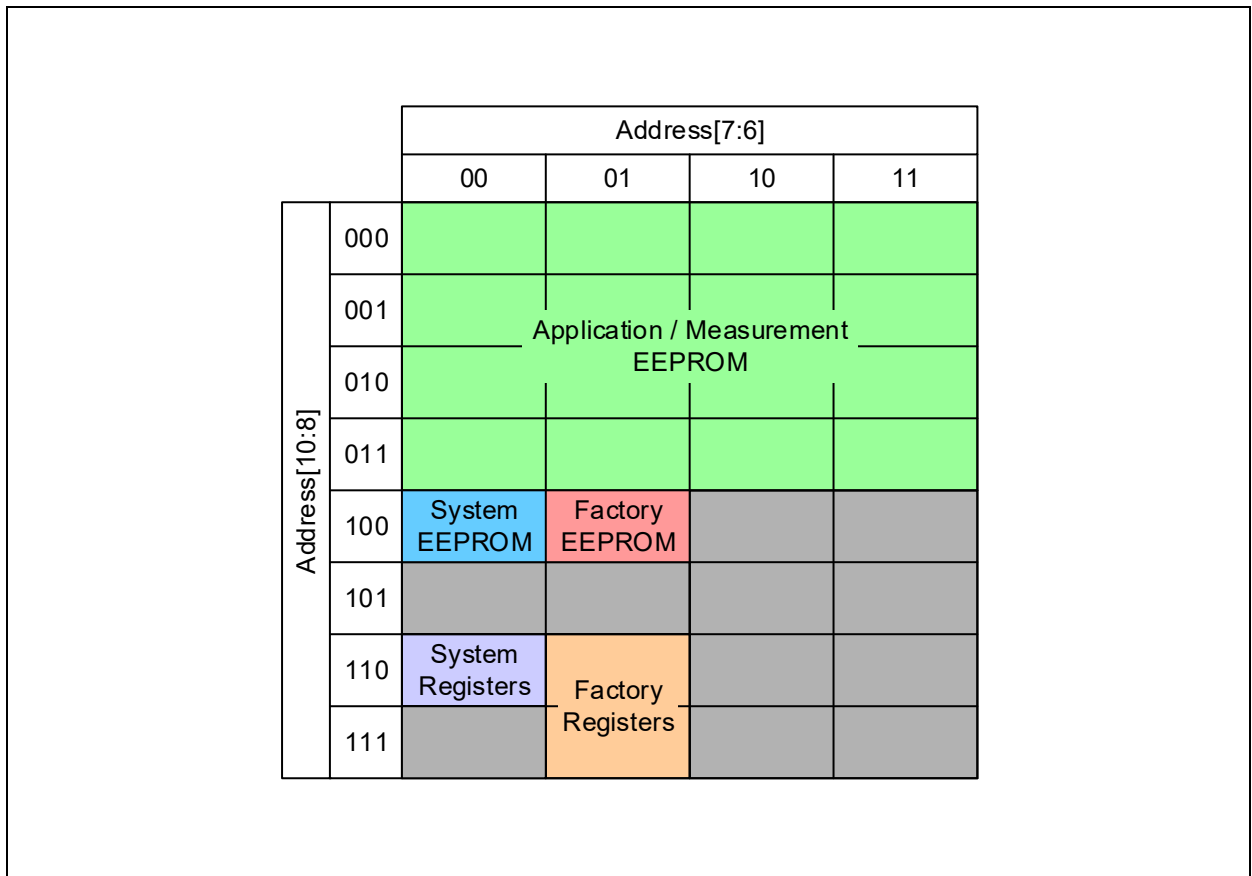 Address[7:6]
00 01 10 11
Address[10:8]
000
001
Application / Measurement
EEPROM
010
011
100
System
EEPROM
Factory
EEPROM
101
110
System
Registers
Factory
Registers
111